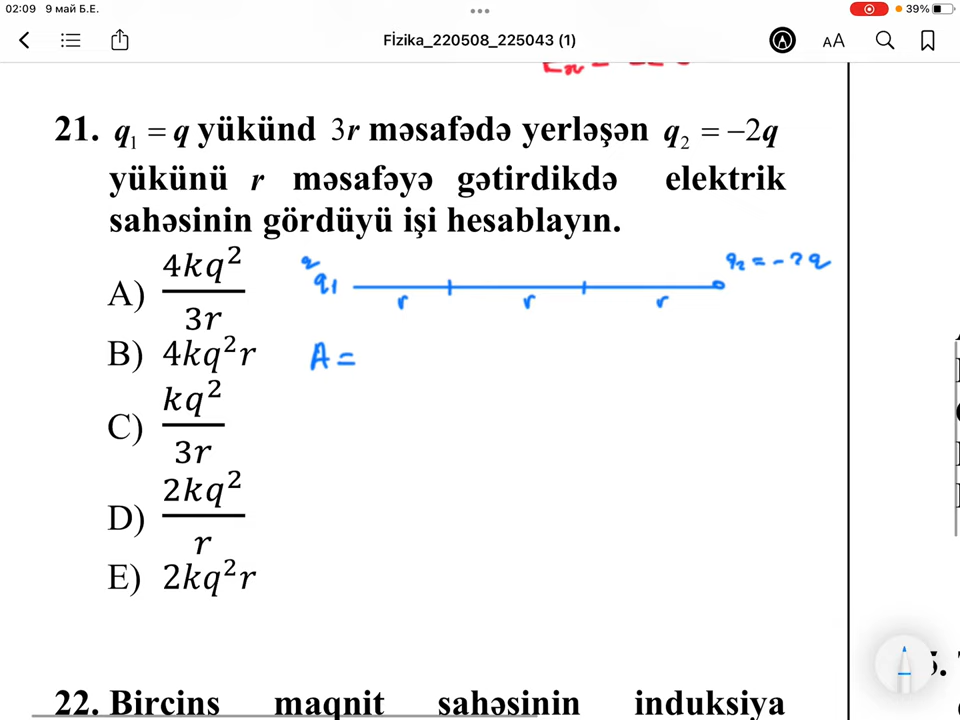 02:09 9 май Б.Е.
39%
Fizika_220508_225043 (1)
AA
21. q₁ = q yükünd 3r məsafədə yerləşən q₂ = −2q
yükünü r məsafəyə gətirdikdə elektrik
sahəsinin gördüyü işi hesablayın.
A) 4kq²/3r
B) 4kq²r
C) kq²/3r
D) 2kq²/r
E) 2kq²r
q
q₁
r r r
q₂ = -2q
A =
22. Bircins maqnit sahəsinin induksiya